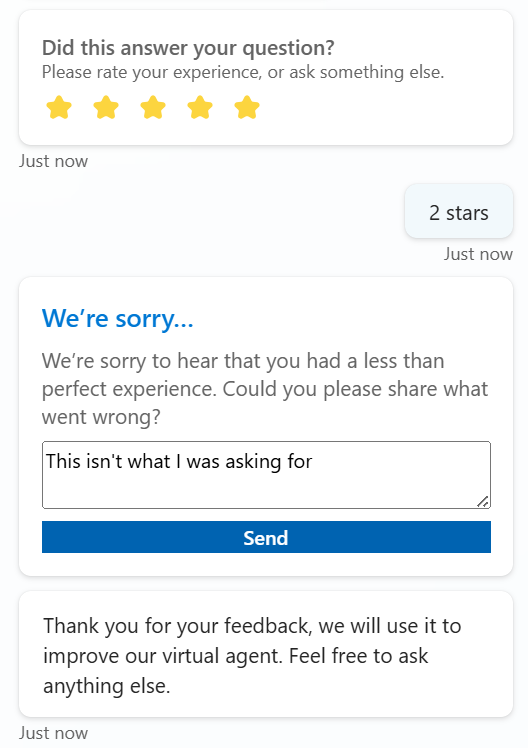 Did this answer your question?
Please rate your experience, or ask something else.
Just now
2 stars
Just now
We're sorry...
We're sorry to hear that you had a less than
perfect experience. Could you please share what
went wrong?
This isn't what I was asking for
Send
Thank you for your feedback, we will use it to
improve our virtual agent. Feel free to ask
anything else.
Just now